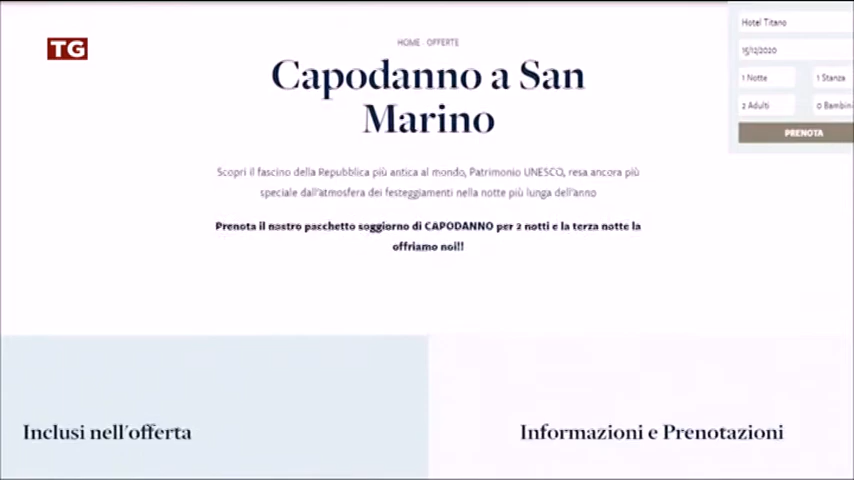 TG
HOME · OFFERTE
Capodanno a San
Marino
Scopri il fascino della Repubblica più antica al mondo, Patrimonio UNESCO, resa ancora più
speciale dall'atmosfera dei festeggiamenti nella notte più lunga dell'anno
Prenota il nostro pacchetto soggiorno di CAPODANNO per 2 notti e la terza notte la
offriamo noi!!
Hotel Titano
15/12/2020
1 Notte
1 Stanza
2 Adulti
0 Bambini
PRENOTA
Inclusi nell'offerta
Informazioni e Prenotazioni